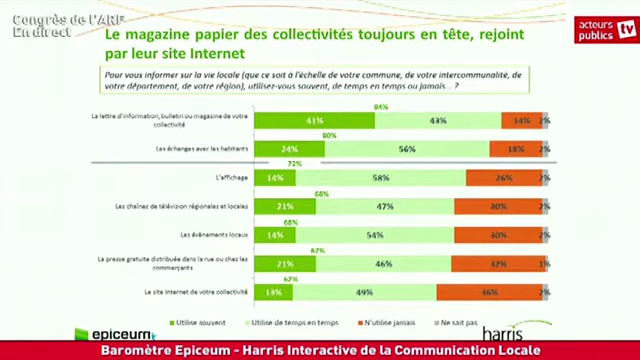 Congrès de l'ARF
En direct
Le magazine papier des collectivités toujours en tête, rejoint
par leur site Internet
acteurs
publics
tv
Pour vous informer sur la vie locale (que ce soit à l'échelle de votre commune, de votre intercommunalité, de
votre département, de votre région), utilisez-vous souvent, de temps en temps ou jamais... ?
84%
La lettre d'information, bulletin ou magazine de votre
collectivité
41% 43% 14% 2%
80%
Les échanges avec les habitants
24% 56% 18% 2%
72%
L'affichage
14% 58% 26% 2%
68%
Les chaînes de télévision régionales et locales
21% 47% 30% 2%
68%
Les évènements locaux
14% 54% 30% 2%
67%
La presse gratuite distribuée dans la rue ou chez les
commerçants
21% 46% 32% 1%
62%
Le site Internet de votre collectivité
13% 49% 36% 2%
Utilise souvent Utilise de temps en temps N'utilise jamais Ne sait pas
epiceum
harris
Baromètre Epiceum - Harris Interactive de la Communication Locale